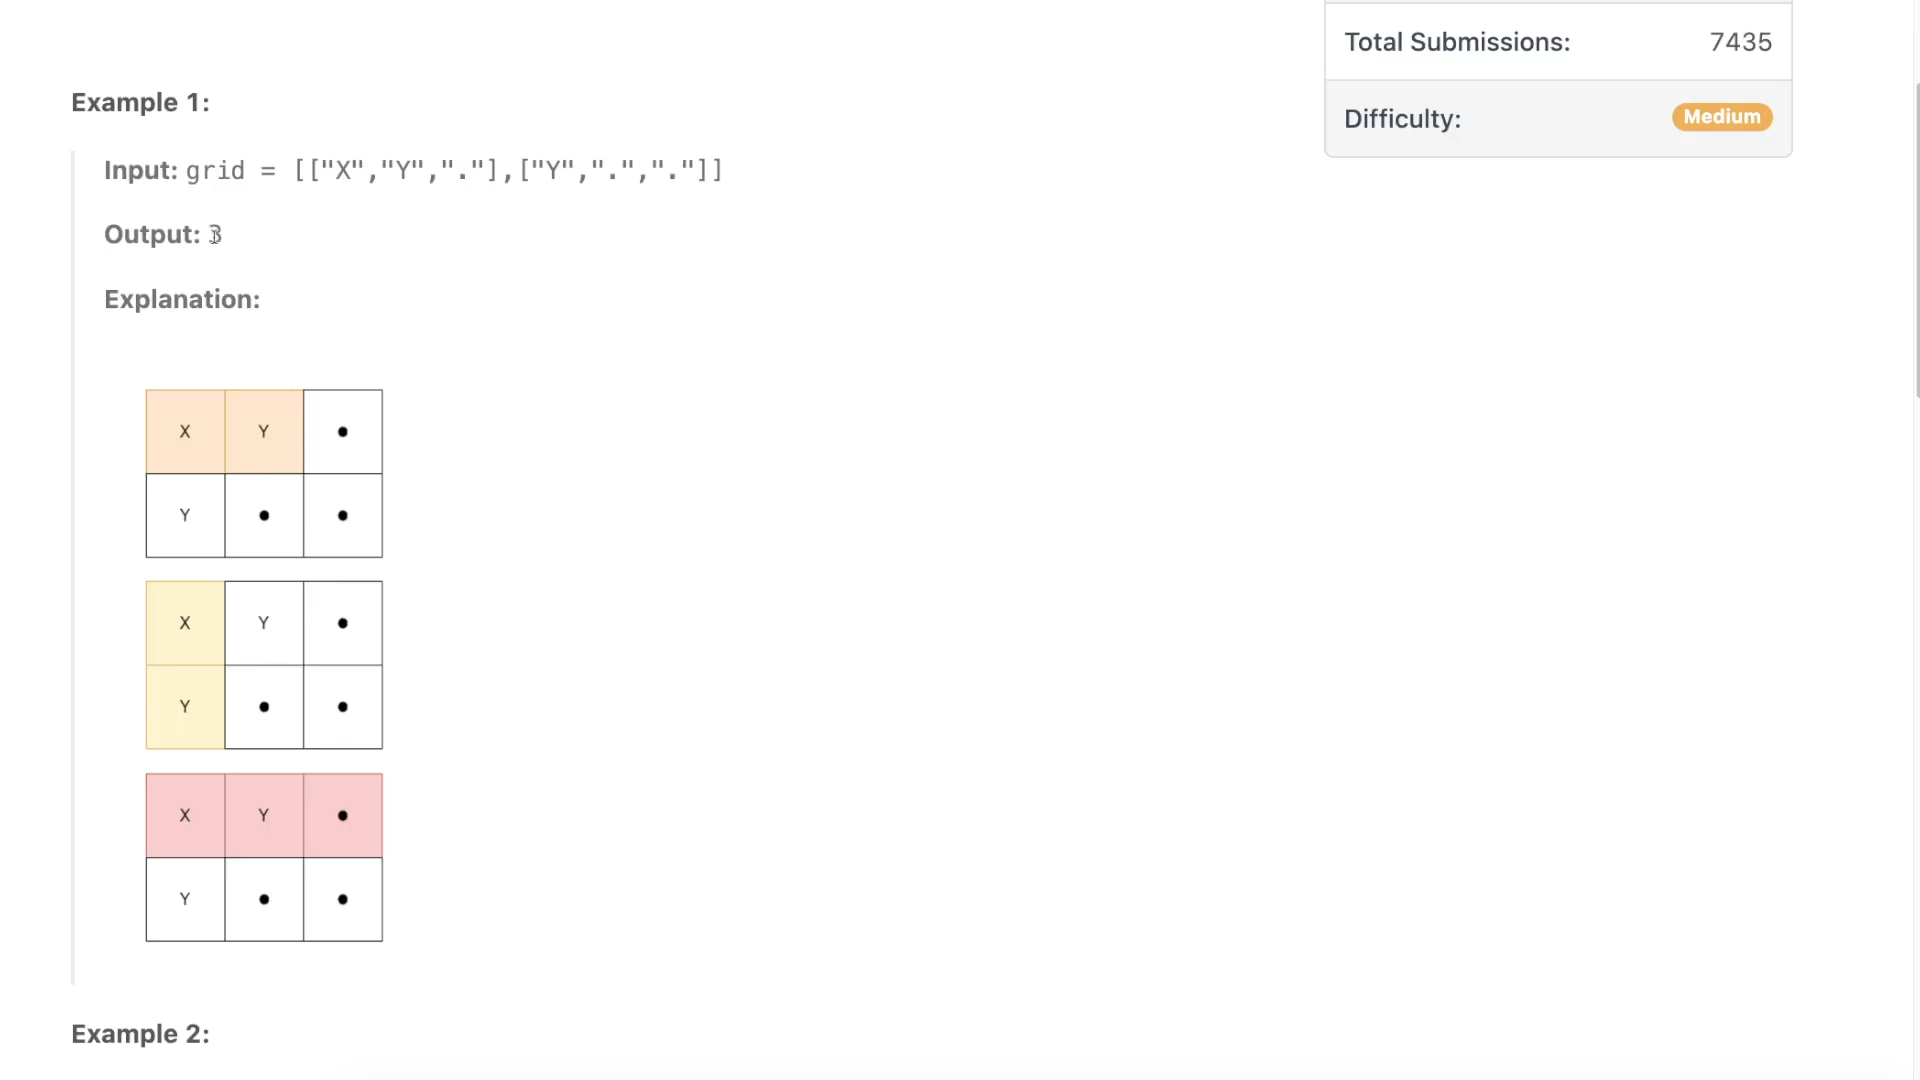 Total Submissions: 7435
Difficulty: Medium
Example 1:
Input: grid = [["X","Y","."],["Y",".","."]]
Output: 3
Explanation:
X Y •
Y • •
X Y •
Y • •
X Y •
Y • •
Example 2: